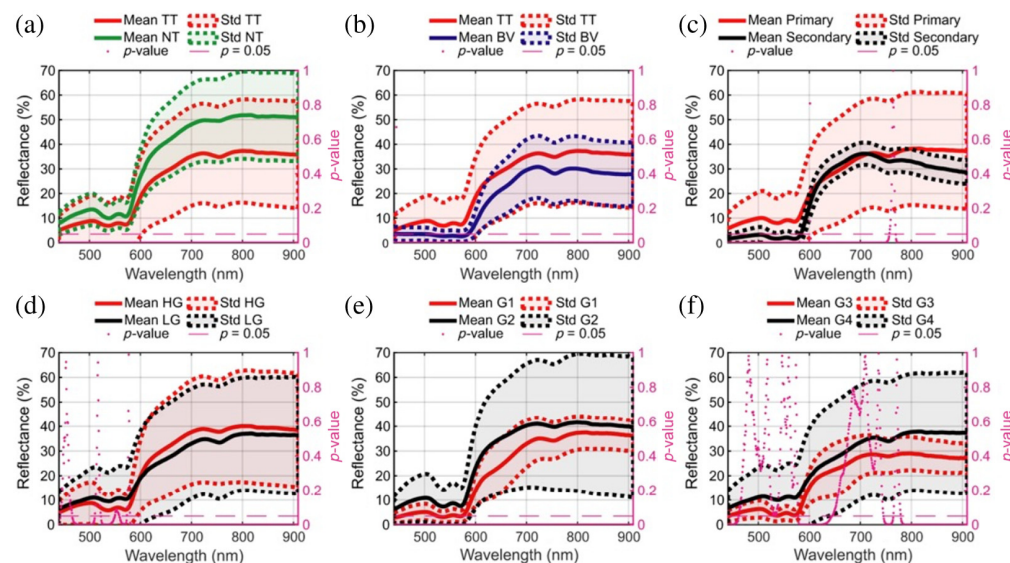 (a)
Mean TT Std TT
Mean NT Std NT
p-value p = 0.05
70
60
50
40
30
20
10
0
1
0.8
0.6
0.4
0.2
0
500 600 700 800 900
Reflectance (%)
p-value
Wavelength (nm)
(b)
Mean TT Std TT
Mean BV Std BV
p-value p = 0.05
70
60
50
40
30
20
10
0
1
0.8
0.6
0.4
0.2
0
500 600 700 800 900
Reflectance (%)
p-value
Wavelength (nm)
(c)
Mean Primary Std Primary
Mean Secondary Std Secondary
p-value p = 0.05
70
60
50
40
30
20
10
0
1
0.8
0.6
0.4
0.2
0
500 600 700 800 900
Reflectance (%)
p-value
Wavelength (nm)
(d)
Mean HG Std HG
Mean LG Std LG
p-value p = 0.05
70
60
50
40
30
20
10
0
1
0.8
0.6
0.4
0.2
0
500 600 700 800 900
Reflectance (%)
p-value
Wavelength (nm)
(e)
Mean G1 Std G1
Mean G2 Std G2
p-value p = 0.05
70
60
50
40
30
20
10
0
1
0.8
0.6
0.4
0.2
0
500 600 700 800 900
Reflectance (%)
p-value
Wavelength (nm)
(f)
Mean G3 Std G3
Mean G4 Std G4
p-value p = 0.05
70
60
50
40
30
20
10
0
1
0.8
0.6
0.4
0.2
0
500 600 700 800 900
Reflectance (%)
p-value
Wavelength (nm)